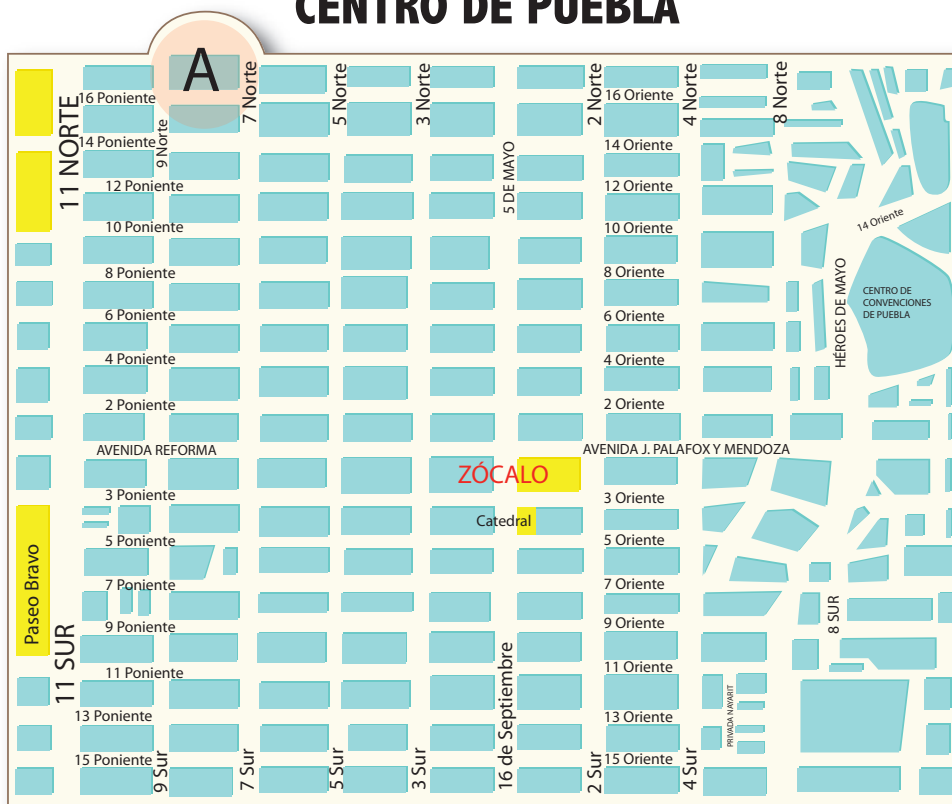 CENTRO DE PUEBLA
A
11 NORTE
9 Norte
7 Norte
5 Norte
3 Norte
5 DE MAYO
2 Norte
4 Norte
8 Norte
16 Poniente
16 Oriente
14 Poniente
14 Oriente
12 Poniente
12 Oriente
10 Poniente
10 Oriente
14 Oriente
8 Poniente
8 Oriente
HÉROES DE MAYO
CENTRO DE
CONVENCIONES
DE PUEBLA
6 Poniente
6 Oriente
4 Poniente
4 Oriente
2 Poniente
2 Oriente
AVENIDA REFORMA
AVENIDA J. PALAFOX Y MENDOZA
ZÓCALO
3 Poniente
3 Oriente
Catedral
5 Poniente
5 Oriente
Paseo Bravo
7 Poniente
7 Oriente
9 Poniente
9 Oriente
8 SUR
11 SUR
11 Poniente
11 Oriente
13 Poniente
13 Oriente
PRIVADA NAYARIT
15 Poniente
15 Oriente
9 Sur
7 Sur
5 Sur
3 Sur
16 de Septiembre
2 Sur
4 Sur